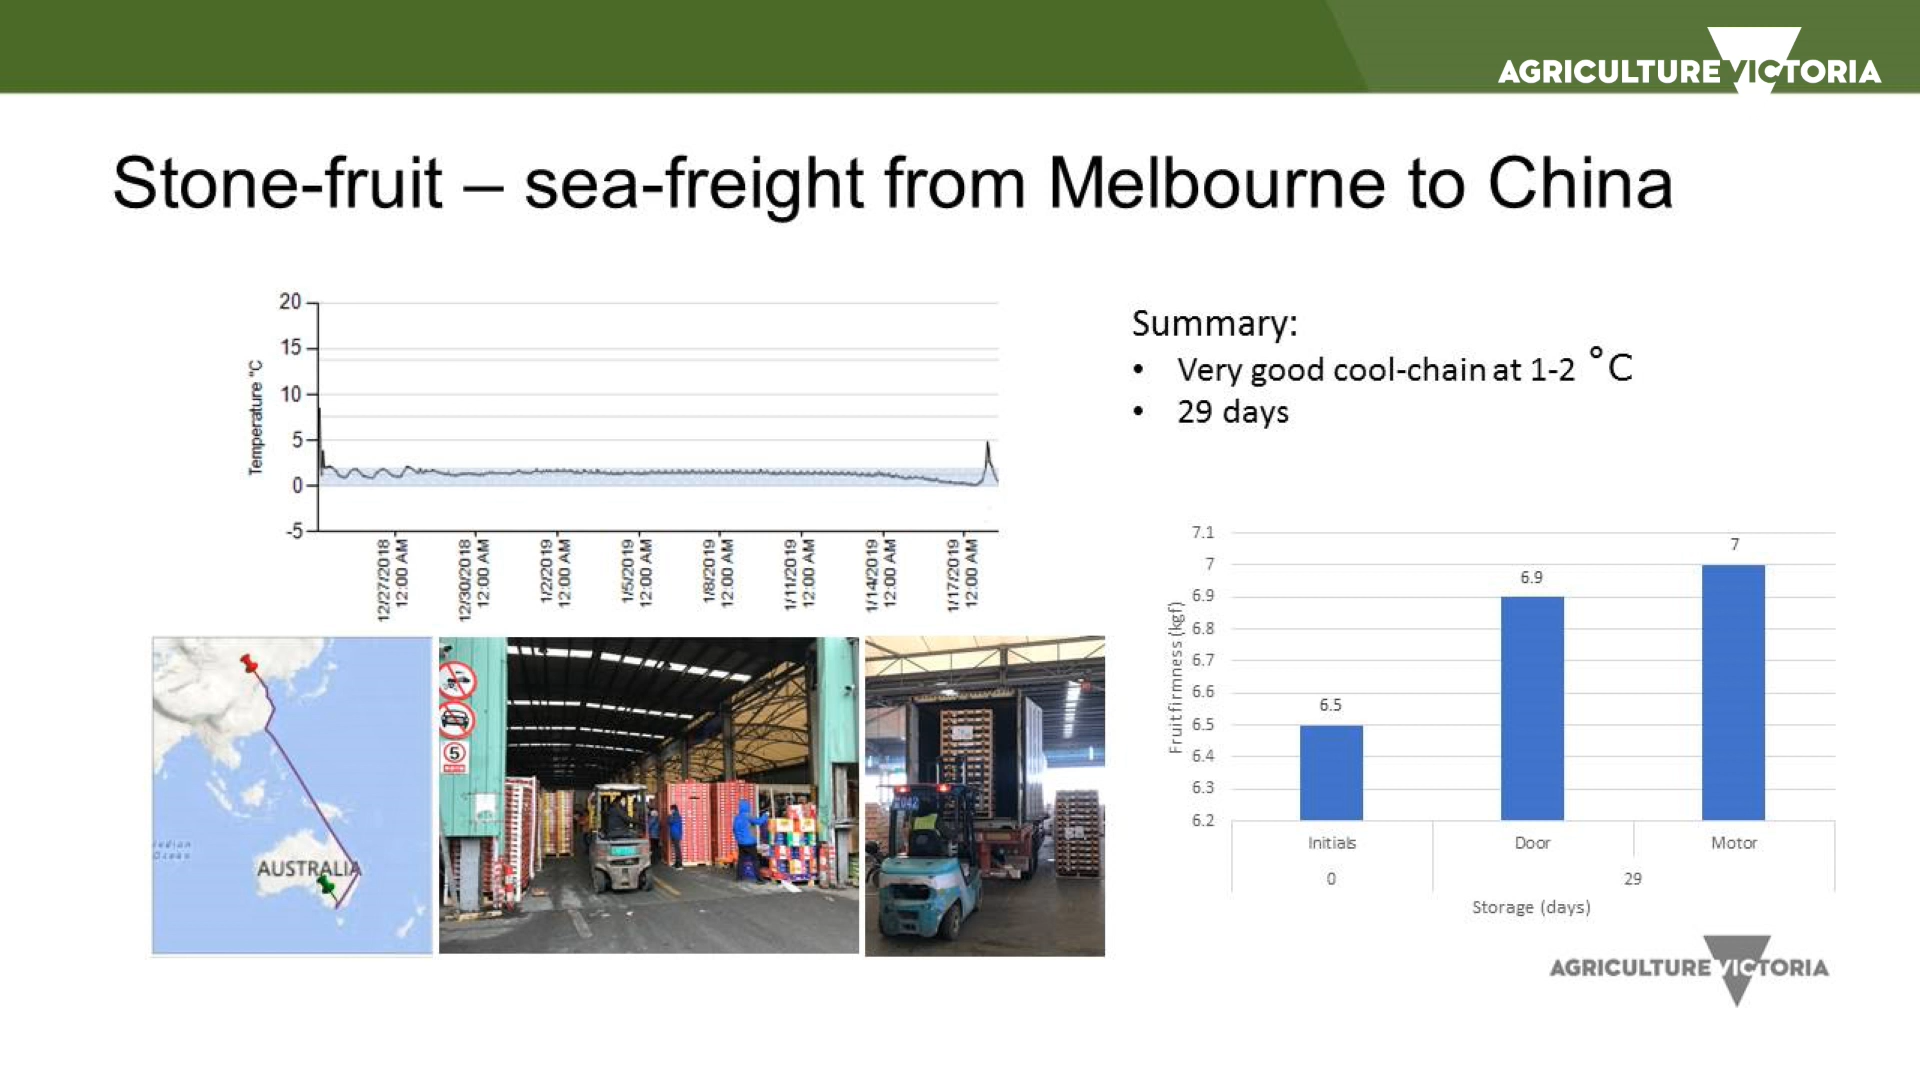 AGRICULTURE VICTORIA
Stone-fruit – sea-freight from Melbourne to China
Summary:
• Very good cool-chain at 1-2 °C
• 29 days
Temperature °C
20
15
10
5
0
-5
12/27/2018 12:00 AM
12/30/2018 12:00 AM
1/2/2019 12:00 AM
1/5/2019 12:00 AM
1/8/2019 12:00 AM
1/11/2019 12:00 AM
1/14/2019 12:00 AM
1/17/2019 12:00 AM
Fruit firmness (kgf)
7.1
7
6.9
6.8
6.7
6.6
6.5
6.4
6.3
6.2
6.5
6.9
7
Initials
Door
Motor
0
29
Storage (days)
Indian
Ocean
AUSTRALIA
5
2042
AGRICULTURE VICTORIA